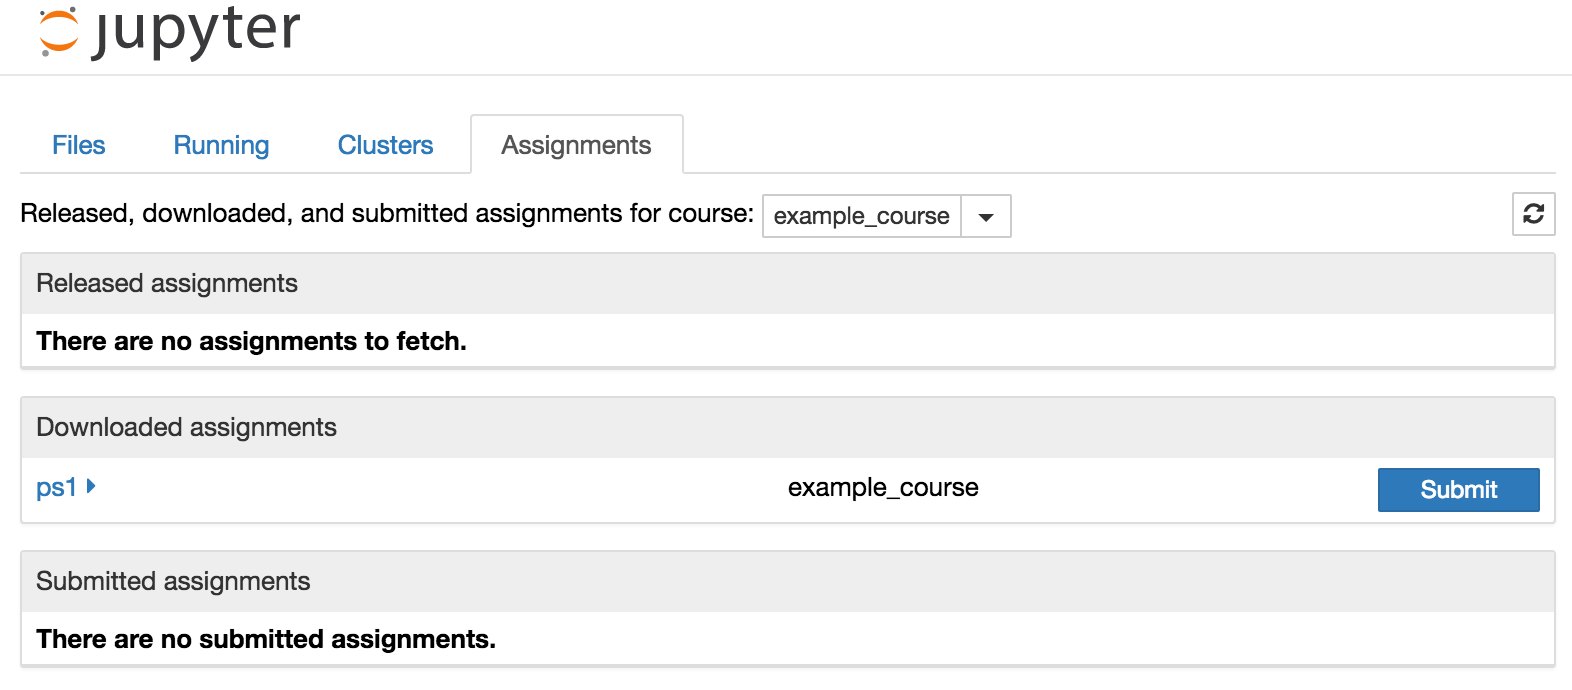 jupyter
Files Running Clusters Assignments
Released, downloaded, and submitted assignments for course: example_course
Released assignments
There are no assignments to fetch.
Downloaded assignments
ps1 example_course Submit
Submitted assignments
There are no submitted assignments.